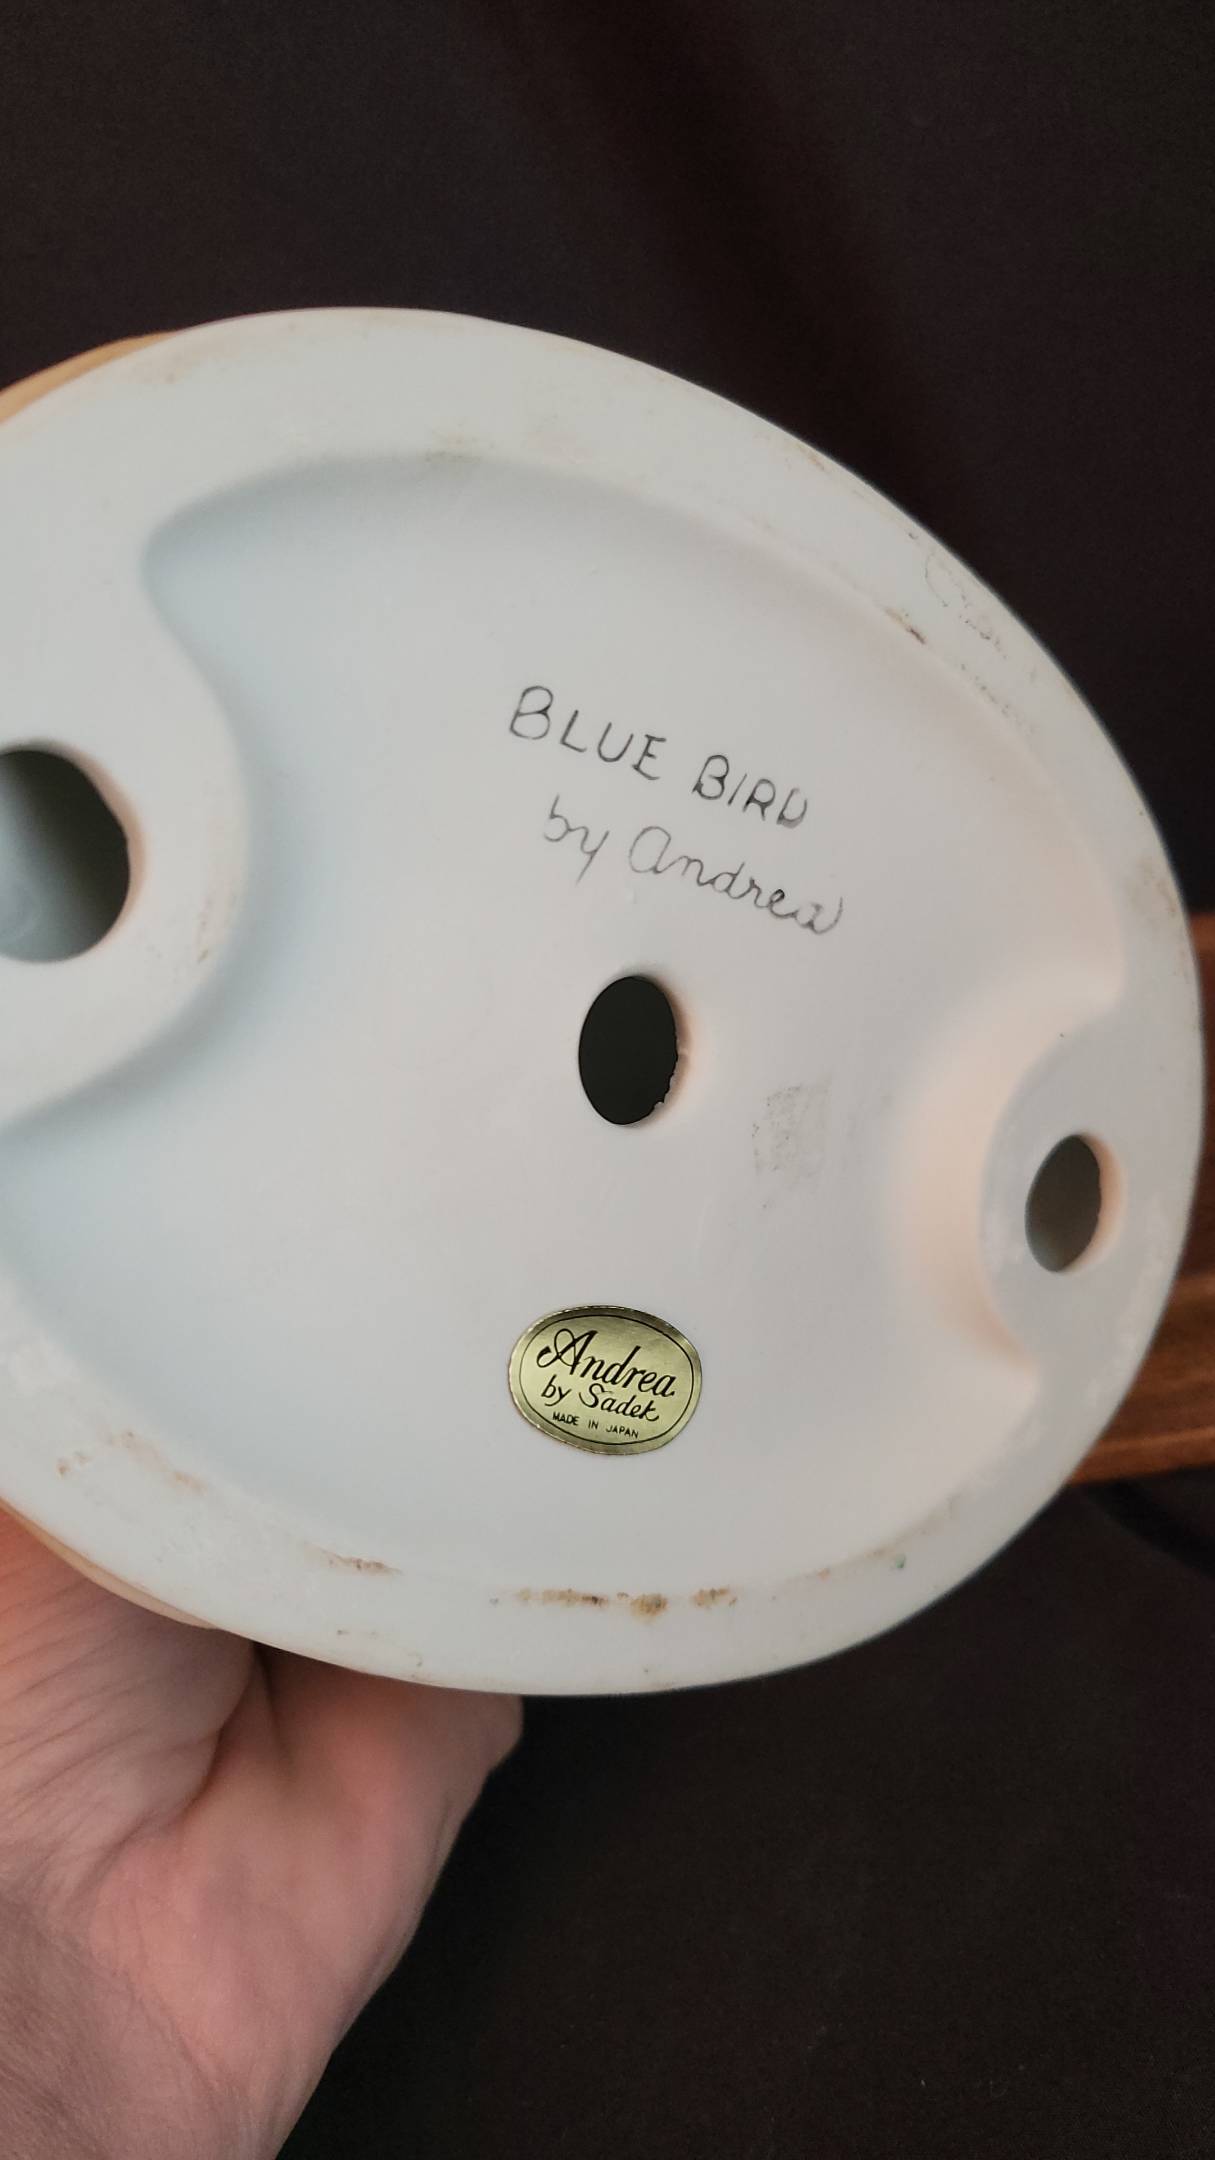 BLUE BIRD
by Andrea
Andrea
by Sadek
MADE IN JAPAN